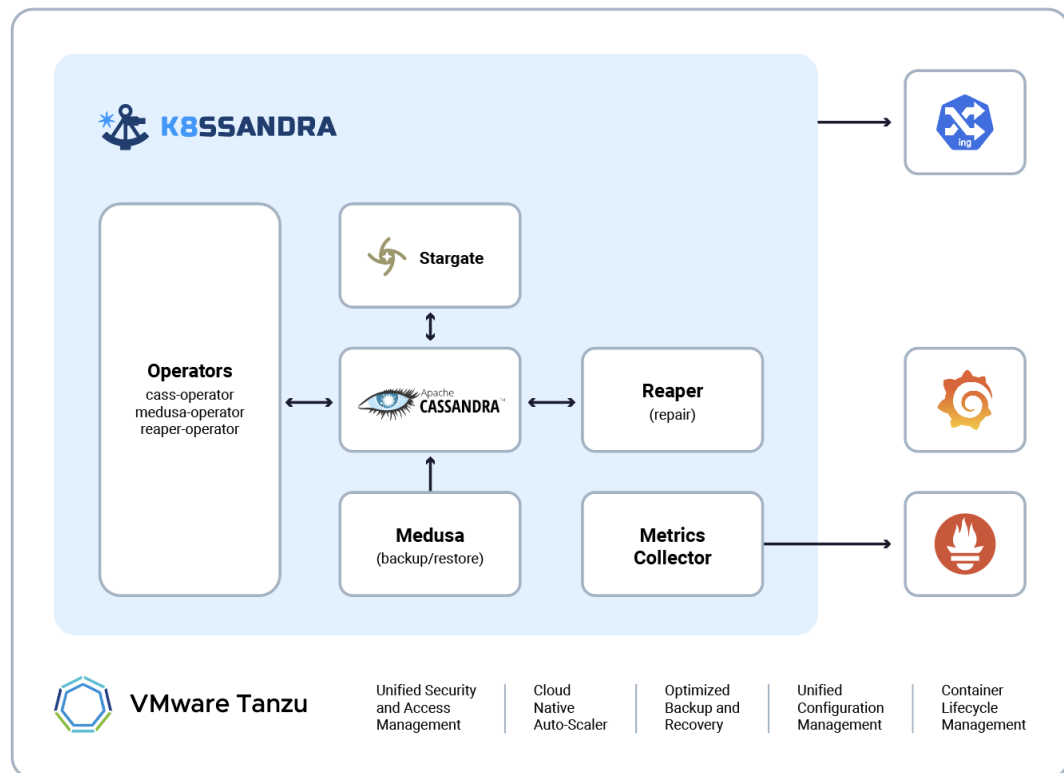 K8SSANDRA
ing
Stargate
Operators
cass-operator
medusa-operator
reaper-operator
Apache
CASSANDRA™
Reaper
(repair)
Medusa
(backup/restore)
Metrics
Collector
VMware Tanzu
Unified Security
and Access
Management
Cloud
Native
Auto-Scaler
Optimized
Backup and
Recovery
Unified
Configuration
Management
Container
Lifecycle
Management